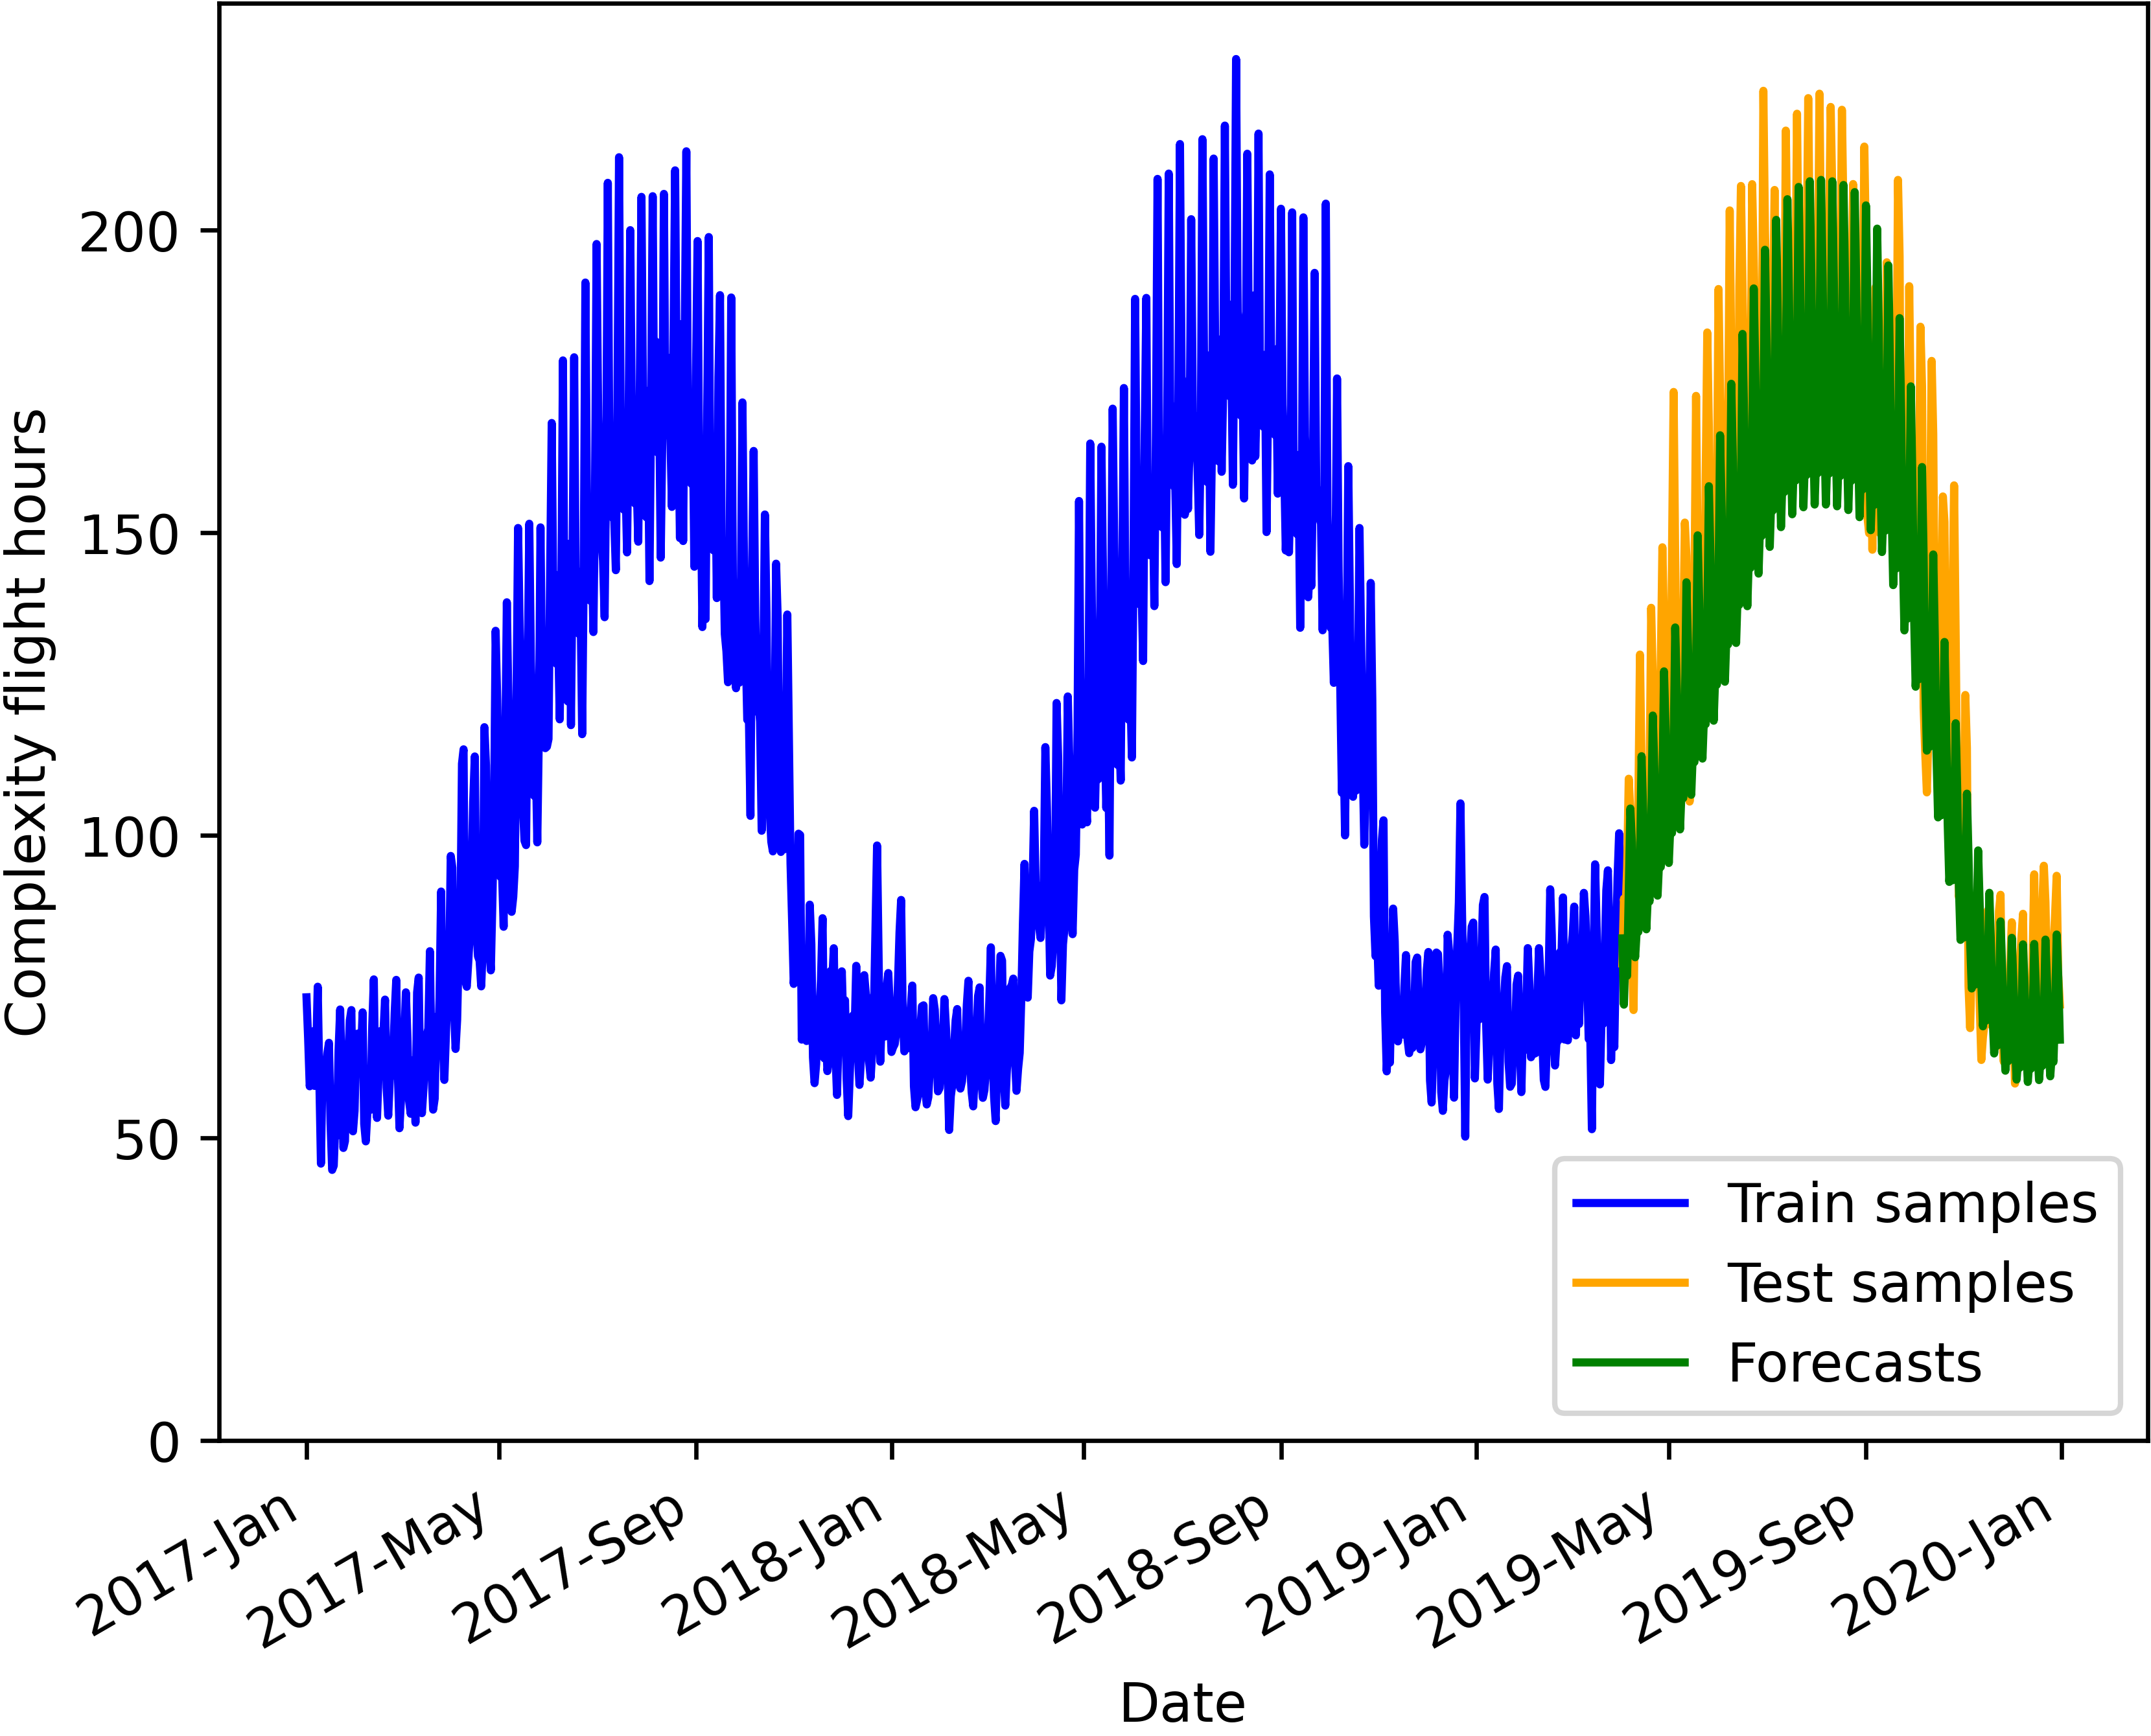 Complexity flight hours
200
150
100
50
0
Train samples
Test samples
Forecasts
2017-Jan
2017-May
2017-Sep
2018-Jan
2018-May
2018-Sep
2019-Jan
2019-May
2019-Sep
2020-Jan
Date